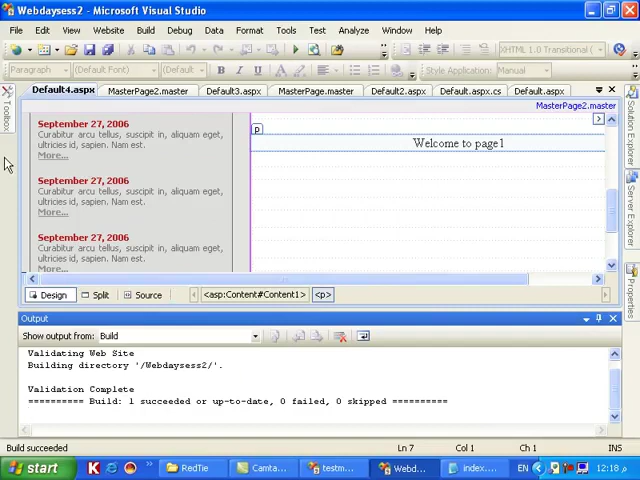 Webdaysess2 - Microsoft Visual Studio
File Edit View Website Build Debug Data Format Tools Test Analyze Window Help
XHTML 1.0 Transitional (
Paragraph (Default Font) (Default B I U A Style Application: Manual
Default4.aspx MasterPage2.master Default3.aspx MasterPage.master Default2.aspx Default.aspx.cs Default.aspx
MasterPage2.master
Toolbox
Solution Explorer
Server Explorer
Properties
September 27, 2006
Curabitur arcu tellus, suscipit in, aliquam eget,
ultricies id, sapien. Nam est.
More...
September 27, 2006
Curabitur arcu tellus, suscipit in, aliquam eget,
ultricies id, sapien. Nam est.
More...
September 27, 2006
Curabitur arcu tellus, suscipit in, aliquam eget,
ultricies id, sapien. Nam est.
More...
p
Welcome to page1
Design Split Source <asp:Content#Content1> <p>
Output
Show output from: Build
Validating Web Site
Building directory '/Webdaysess2/'.
Validation Complete
========== Build: 1 succeeded or up-to-date, 0 failed, 0 skipped ==========
Build succeeded Ln 7 Col 1 Ch 1 INS
start K RedTie Camta... testm... Webd... index.... EN 12:18 م